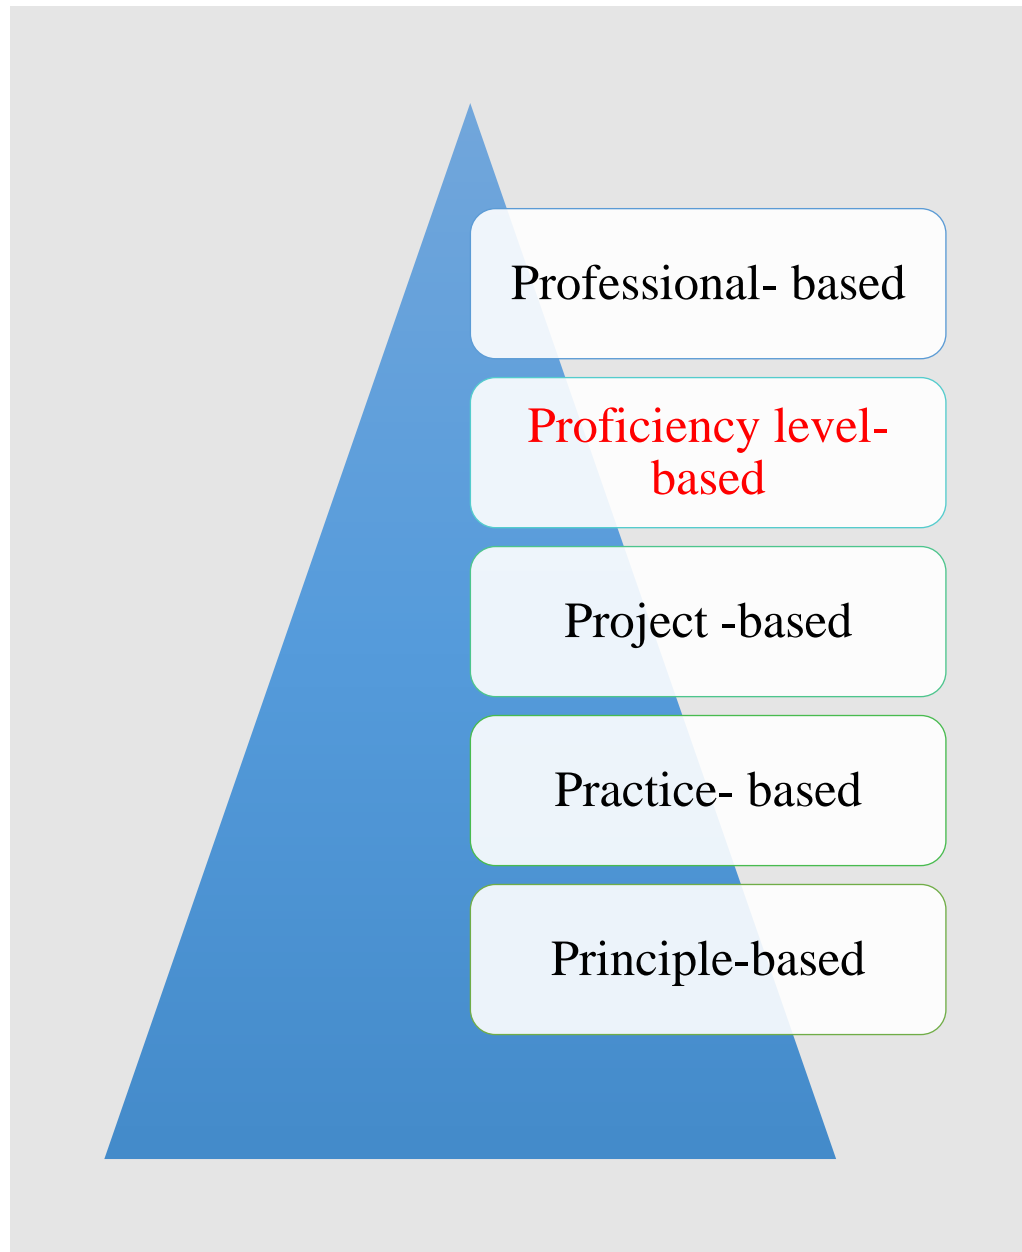 Professional- based
Proficiency level-
based
Project -based
Practice- based
Principle-based